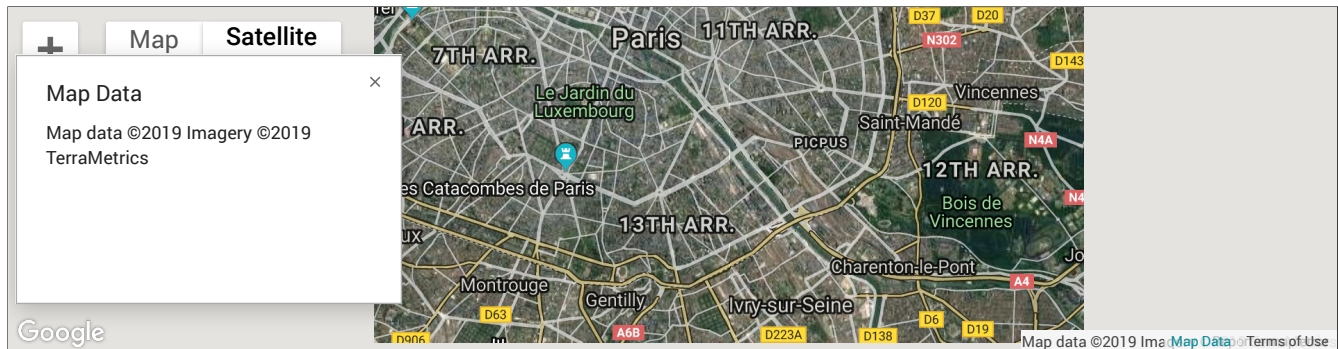 D37
D20
Map
Satellite
Paris
11TH ARR.
N302
7TH ARR.
D143
Map Data
Le Jardin du
Luxembourg
Vincennes
D120
Map data ©2019 Imagery ©2019
TerraMetrics
ARR.
Saint-Mandé
PICPUS
N4A
12TH ARR.
es Catacombes de Paris
N4
Bois de
Vincennes
13TH ARR.
ux
Jo
Charenton-le-Pont
Montrouge
A4
Gentilly
Ivry-sur-Seine
D63
D6
D19
Google
A6B
D906
D223A
D138
Map data ©2019 Ima
Map Data
Terms of Use